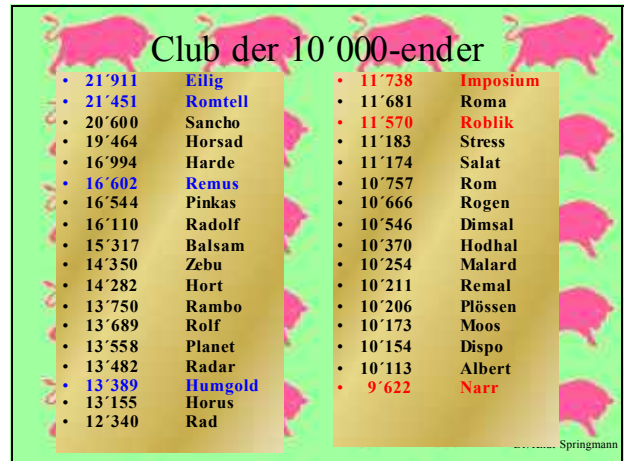 Club der 10´000-ender
• 21´911 Eilig
• 21´451 Romtell
• 20´600 Sancho
• 19´464 Horsad
• 16´994 Harde
• 16´602 Remus
• 16´544 Pinkas
• 16´110 Radolf
• 15´317 Balsam
• 14´350 Zebu
• 14´282 Hort
• 13´750 Rambo
• 13´689 Rolf
• 13´558 Planet
• 13´482 Radar
• 13´389 Humgold
• 13´155 Horus
• 12´340 Rad
• 11´738 Imposium
• 11´681 Roma
• 11´570 Roblik
• 11´183 Stress
• 11´174 Salat
• 10´757 Rom
• 10´666 Rogen
• 10´546 Dimsal
• 10´370 Hodhal
• 10´254 Malard
• 10´211 Remal
• 10´206 Plössen
• 10´173 Moos
• 10´154 Dispo
• 10´113 Albert
• 9´622 Narr
Springmann